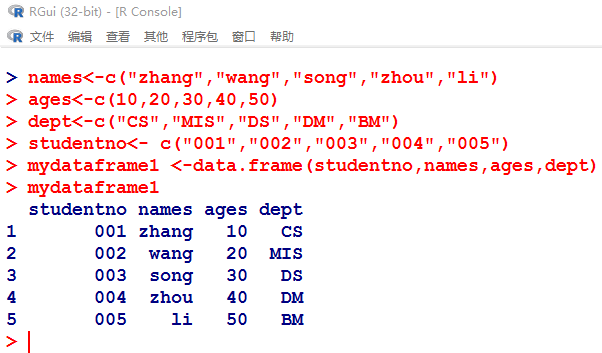 RGui (32-bit) - [R Console]
文件 编辑 查看 其他 程序包 窗口 帮助
> names<-c("zhang","wang","song","zhou","li")
> ages<-c(10,20,30,40,50)
> dept<-c("CS","MIS","DS","DM","BM")
> studentno<- c("001","002","003","004","005")
> mydataframe1 <-data.frame(studentno,names,ages,dept)
> mydataframe1
  studentno names ages dept
1       001 zhang   10   CS
2       002  wang   20  MIS
3       003  song   30   DS
4       004  zhou   40   DM
5       005    li   50   BM
>